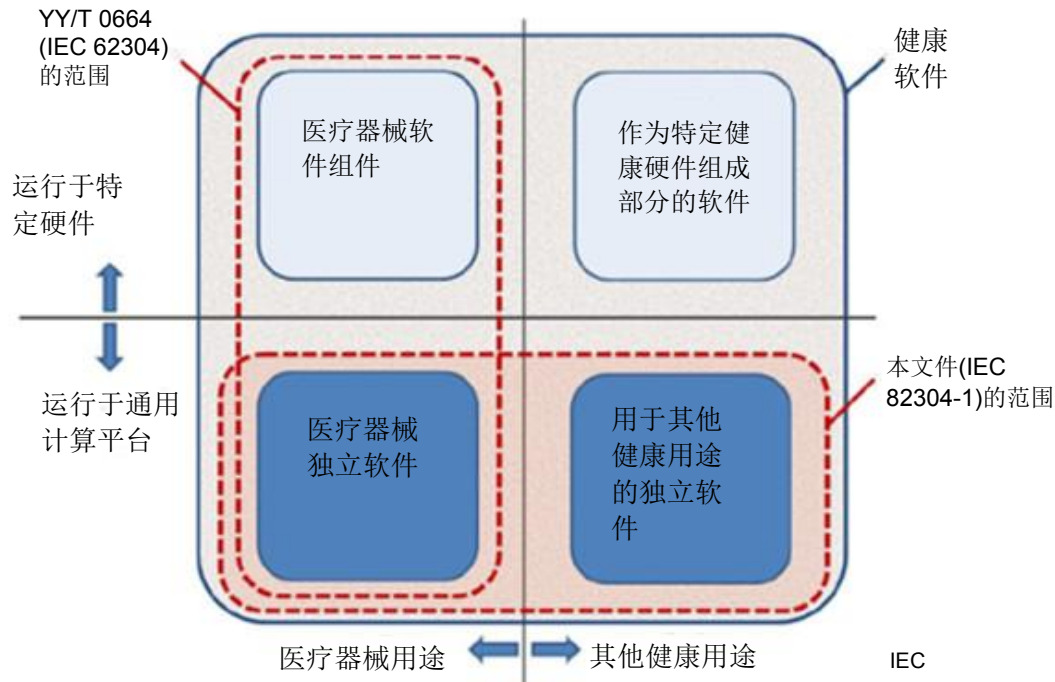 YY/T 0664
(IEC 62304)
的范围
健康
软件
医疗器械软
件组件
作为特定健
康硬件组成
部分的软件
运行于特
定硬件
运行于通用
计算平台
医疗器械
独立软件
用于其他
健康用途
的独立软
件
本文件(IEC
82304-1)的范围
医疗器械用途
其他健康用途
IEC